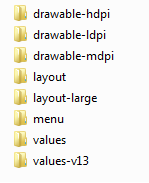 drawable-hdpi
drawable-ldpi
drawable-mdpi
layout
layout-large
menu
values
values-v13